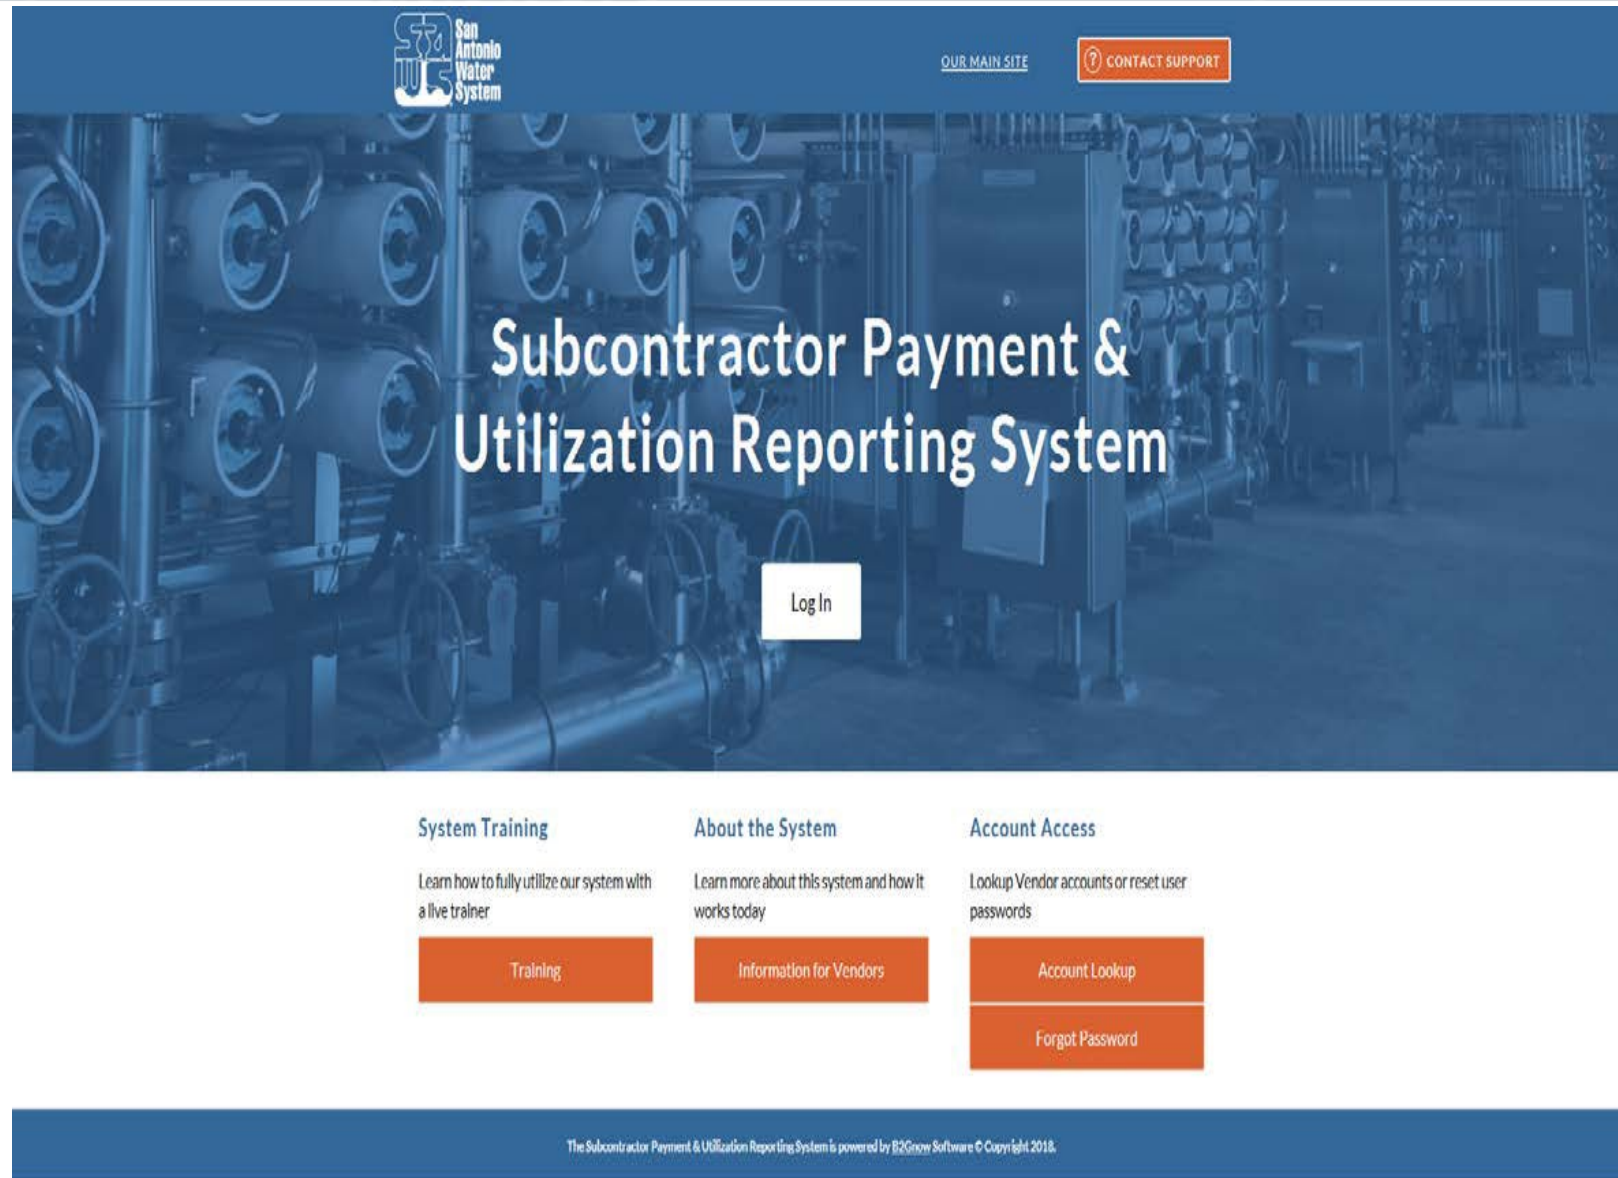 San
Antonio
Water
System
OUR MAIN SITE
? CONTACT SUPPORT
Subcontractor Payment &
Utilization Reporting System
Log In
System Training
Learn how to fully utilize our system with
a live trainer
Training
About the System
Learn more about this system and how it
works today
Information for Vendors
Account Access
Lookup Vendor accounts or reset user
passwords
Account Lookup
Forgot Password
The Subcontractor Payment & Utilization Reporting System is powered by B2Gnow Software © Copyright 2018.